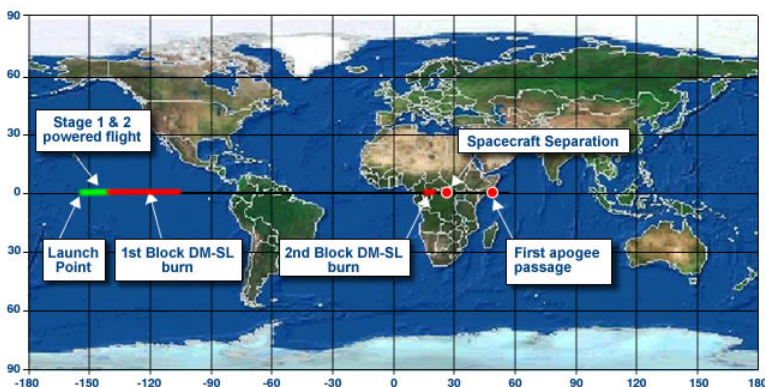 90
60
30
0
30
60
90
Stage 1 & 2
powered flight
Spacecraft Separation
Launch
Point
1st Block DM-SL
burn
2nd Block DM-SL
burn
First apogee
passage
-180 -150 -120 -90 -60 -30 0 30 60 90 120 150 180